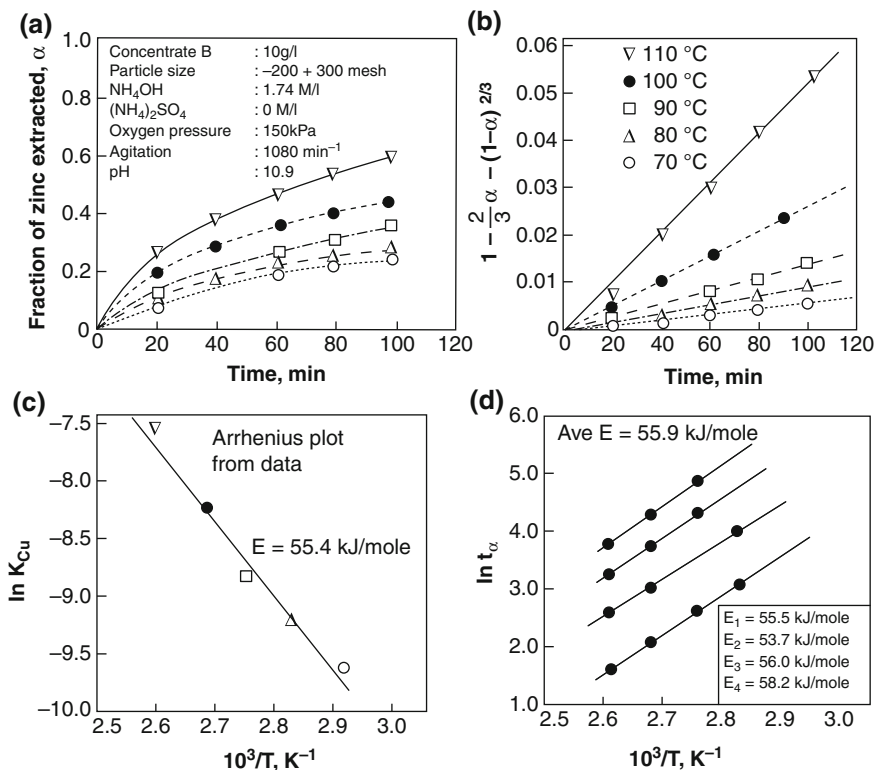 (a)
Fraction of zinc extracted, α
1.0
0.8
0.6
0.4
0.2
0
Concentrate B : 10g/l
Particle size : –200 + 300 mesh
NH₄OH : 1.74 M/l
(NH₄)₂SO₄ : 0 M/l
Oxygen pressure : 150kPa
Agitation : 1080 min⁻¹
pH : 10.9
0 20 40 60 80 100 120
Time, min
(b)
1 – 2/3 α – (1–α) ²/³
0.06
0.05
0.04
0.03
0.02
0.01
0
110 °C
100 °C
90 °C
80 °C
70 °C
0 20 40 60 80 100 120
Time, min
(c)
ln K_Cu
–7.5
–8.0
–8.5
–9.0
–9.5
–10.0
Arrhenius plot
from data
E = 55.4 kJ/mole
2.5 2.6 2.7 2.8 2.9 3.0
10³/T, K⁻¹
(d)
ln t_α
6.0
5.0
4.0
3.0
2.0
1.0
Ave E = 55.9 kJ/mole
E₁ = 55.5 kJ/mole
E₂ = 53.7 kJ/mole
E₃ = 56.0 kJ/mole
E₄ = 58.2 kJ/mole
2.5 2.6 2.7 2.8 2.9 3.0
10³/T, K⁻¹